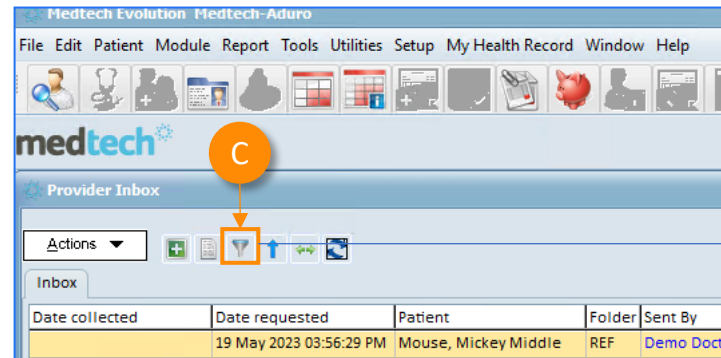 Medtech Evolution Medtech-Aduro
File Edit Patient Module Report Tools Utilities Setup My Health Record Window Help
medtech
C
Provider Inbox
Actions
Inbox
Date collected Date requested Patient Folder Sent By
19 May 2023 03:56:29 PM Mouse, Mickey Middle REF Demo Doct